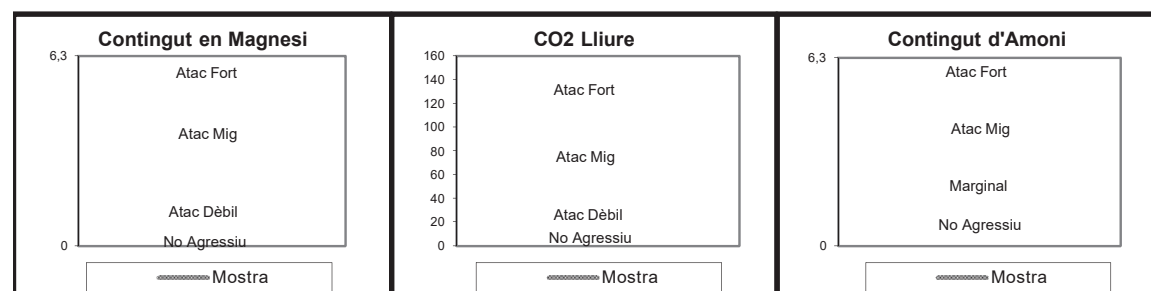 Contingut en Magnesi
6,3
Atac Fort
Atac Mig
Atac Dèbil
No Agressiu
0
Mostra
CO2 Lliure
160
140
120
100
80
60
40
20
0
Atac Fort
Atac Mig
Atac Dèbil
No Agressiu
Mostra
Contingut d'Amoni
6,3
Atac Fort
Atac Mig
Marginal
No Agressiu
0
Mostra